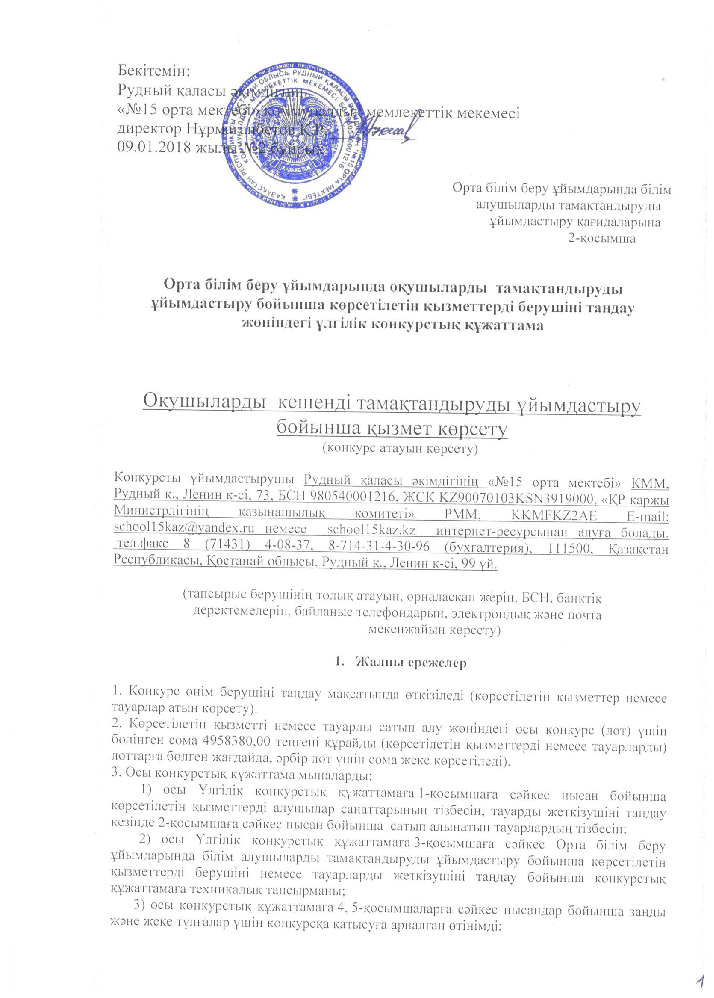 Бекітемін:
Рудный қаласы әкімдігінің
«№15 орта мектебі» коммуналдық мемлекеттік мекемесі
директор
09.01.2018 жылы №2 бұйрық
Орта білім беру ұйымдарында білім
алушыларды тамақтандыруды
ұйымдастыру қағидаларына
2-қосымша
Орта білім беру ұйымдарында оқушыларды тамақтандыруды
ұйымдастыру бойынша көрсетілетін қызметтерді берушіні таңдау
жөніндегі үлгілік конкурстық құжаттама
Оқушыларды кешенді тамақтандыруды ұйымдастыру
бойынша қызмет көрсету
(конкурс атауын көрсету)
Конкурсты ұйымдастырушы Рудный қаласы әкімдігінің «№15 орта мектебі» КММ,
Рудный қ., Ленин к-сі, 73, БСН 980540001216, ЖСК KZ90070103KSN3919000, «ҚР қаржы
Министрлігінің қазынашылық комитеті» РММ, KKMFKZ2AE E-mail:
school15kaz@yandex.ru немесе school15kaz.kz интернет-ресурсынан алуға болады,
тел.факс 8 (71431) 4-08-37, 8-714-31-4-30-96 (бухгалтерия), 111500, Қазақстан
Республикасы, Қостанай облысы, Рудный қ., Ленин к-сі, 99 үй.
(тапсырыс берушінің толық атауын, орналасқан жерін, БСН, банктік
деректемелерін, байланыс телефондарын, электрондық және почта
мекенжайын көрсету)
1. Жалпы ережелер
1. Конкурс өнім берушіні таңдау мақсатында өткізіледі (көрсетілетін қызметтер немесе
тауарлар атын көрсету).
2. Көрсетілетін қызметті немесе тауарды сатып алу жөніндегі осы конкурс (лот) үшін
бөлінген сома 4958380,00 теңгені құрайды (көрсетілетін қызметтерді немесе тауарларды)
лоттарға бөлген жағдайда, әрбір лот үшін сома жеке көрсетіледі).
3. Осы конкурстық құжаттама мыналарды:
1) осы Үлгілік конкурстық құжаттамаға 1-қосымшаға сәйкес нысан бойынша
көрсетілетін қызметтерді алушылар санаттарының тізбесін, тауарды жеткізушіні таңдау
кезінде 2-қосымшаға сәйкес нысан бойынша сатып алынатын тауарлардың тізбесін;
2) осы Үлгілік конкурстық құжаттамаға 3-қосымшаға сәйкес Орта білім беру
ұйымдарында білім алушыларды тамақтандыруды ұйымдастыру бойынша көрсетілетін
қызметтерді берушіні немесе тауарларды жеткізушіні таңдау бойынша конкурстық
құжаттамаға техникалық тапсырманы;
3) осы конкурстық құжаттамаға 4, 5-қосымшаларға сәйкес нысандар бойынша заңды
және жеке тұлғалар үшін конкурсқа қатысуға арналған өтінімді;
1